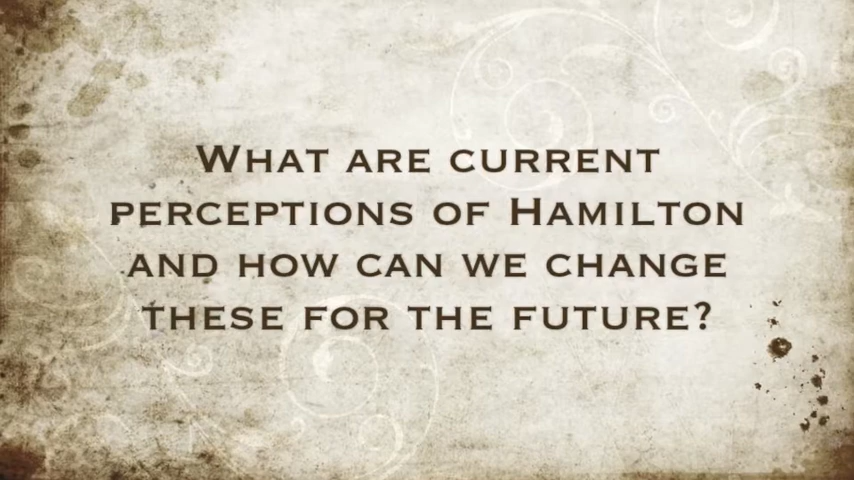 What are current
perceptions of Hamilton
and how can we change
these for the future?